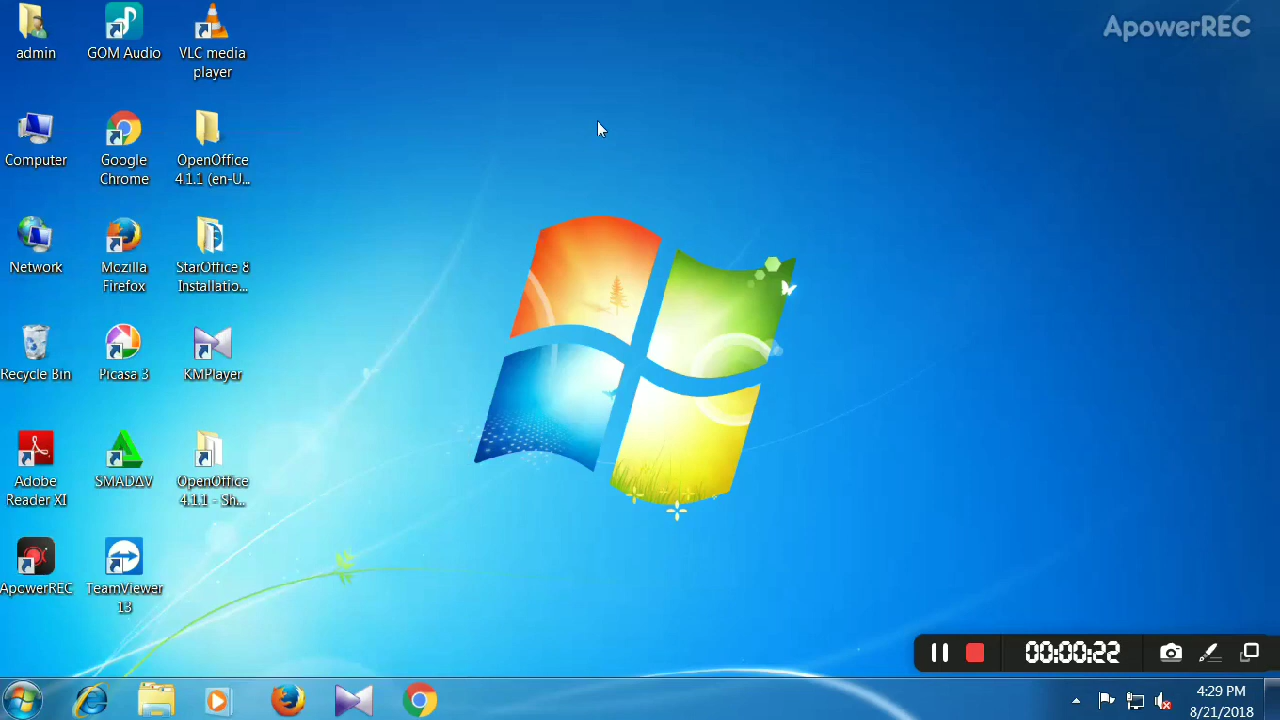 ApowerREC
admin
GOM Audio
VLC media
player
Computer
Google
Chrome
OpenOffice
4.1.1 (en-U...
Network
Mozilla
Firefox
StarOffice 8
Installatio...
Recycle Bin
Picasa 3
KMPlayer
Adobe
Reader XI
SMADΔV
OpenOffice
4.1.1 - Sh...
ApowerREC
TeamViewer
13
00:00:22
4:29 PM
8/21/2018